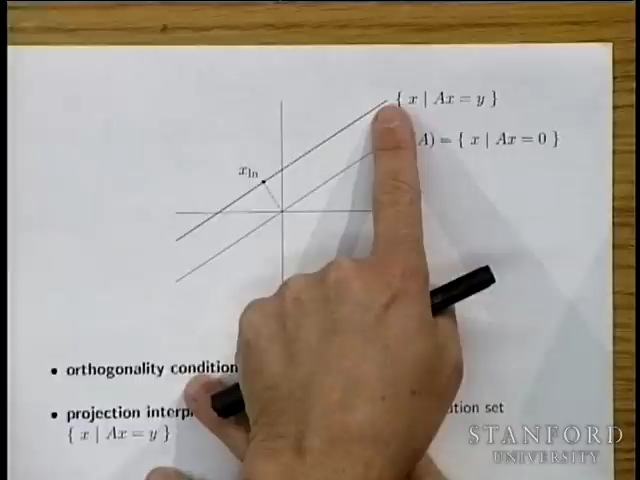 { x | Ax = y }
A) = { x | Ax = 0 }
x_ln
• orthogonality condition
• projection interp
ution set
{ x | Ax = y }
STANFORD
UNIVERSITY